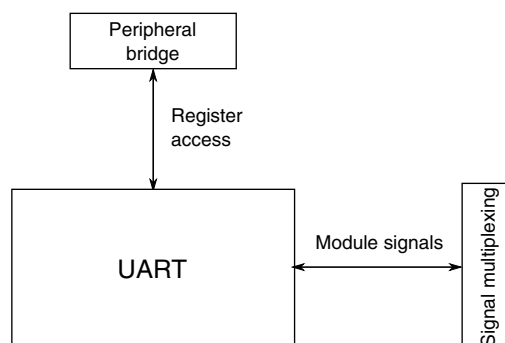 Peripheral
bridge
Register
access
UART
Module signals
Signal multiplexing